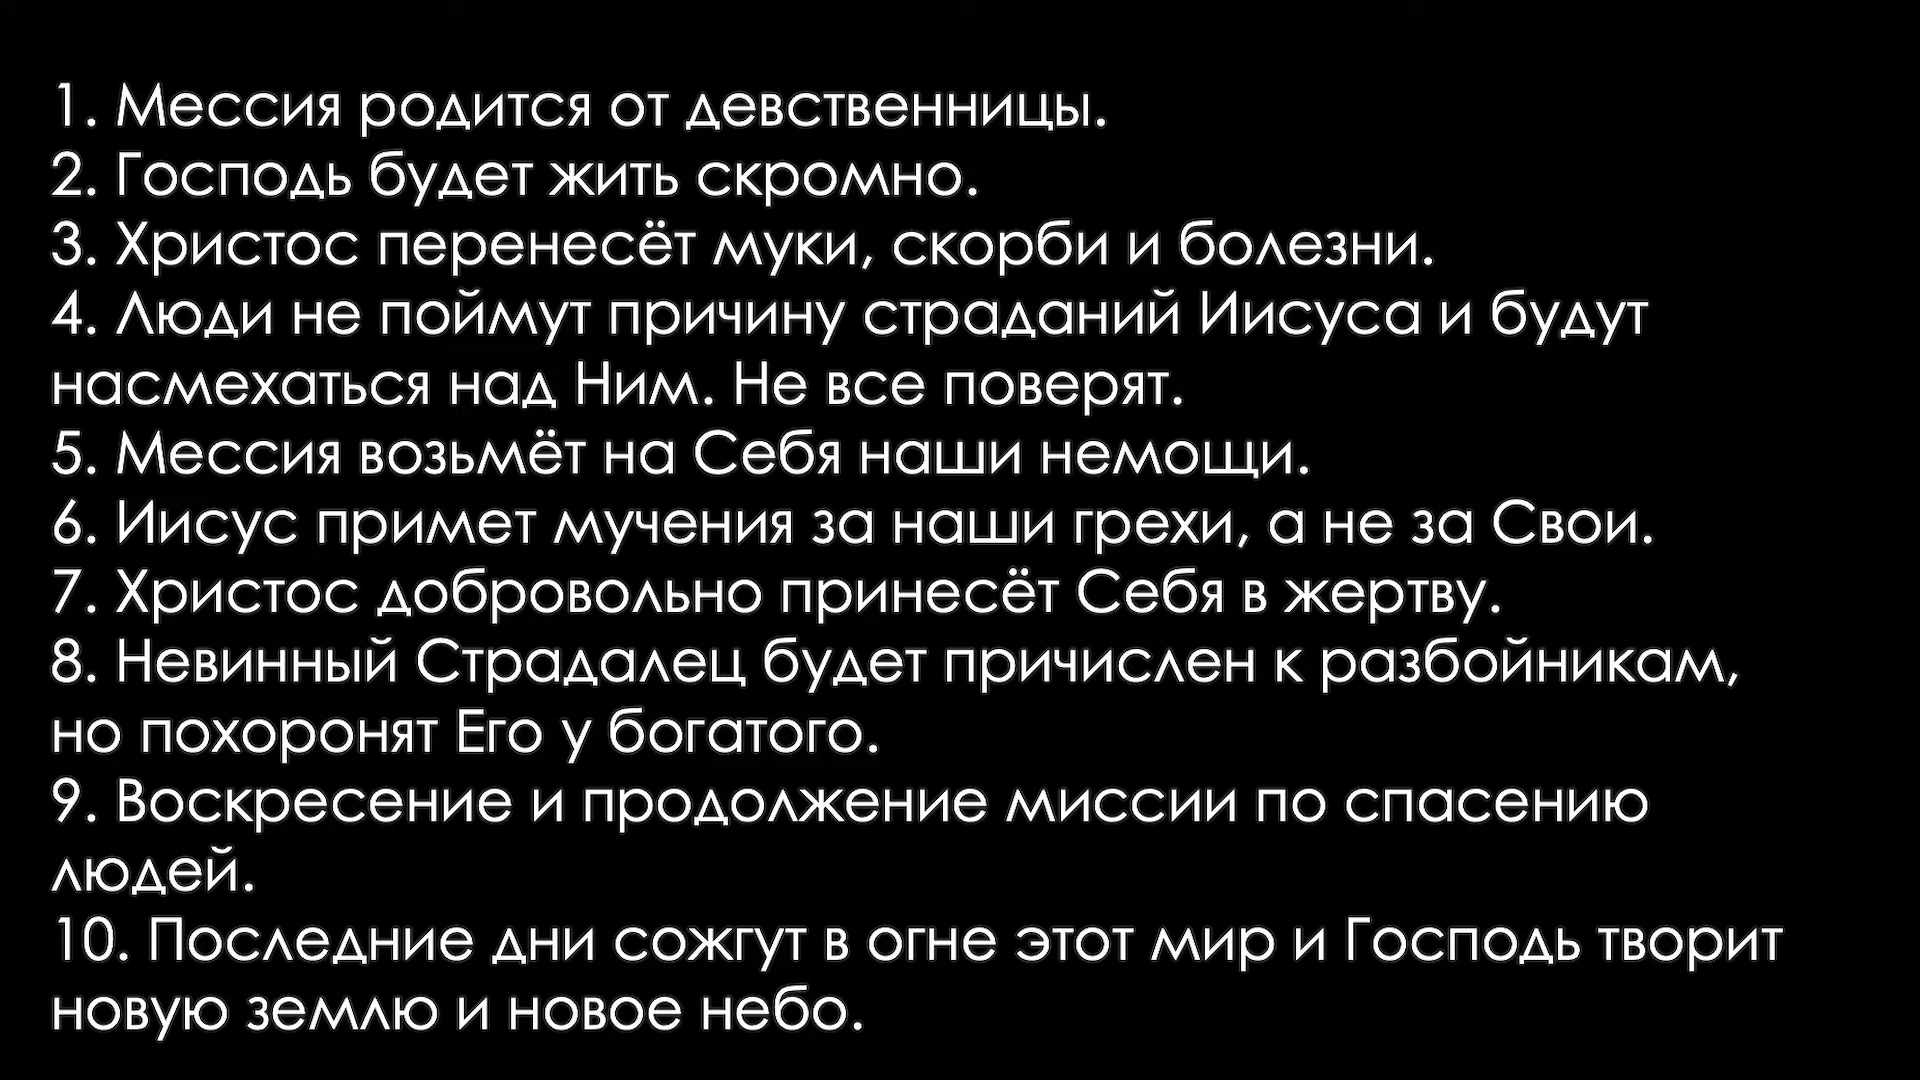 1. Мессия родится от девственницы.
2. Господь будет жить скромно.
3. Христос перенесёт муки, скорби и болезни.
4. Люди не поймут причину страданий Иисуса и будут
насмехаться над Ним. Не все поверят.
5. Мессия возьмёт на Себя наши немощи.
6. Иисус примет мучения за наши грехи, а не за Свои.
7. Христос добровольно принесёт Себя в жертву.
8. Невинный Страдалец будет причислен к разбойникам,
но похоронят Его у богатого.
9. Воскресение и продолжение миссии по спасению
людей.
10. Последние дни сожгут в огне этот мир и Господь творит
новую землю и новое небо.